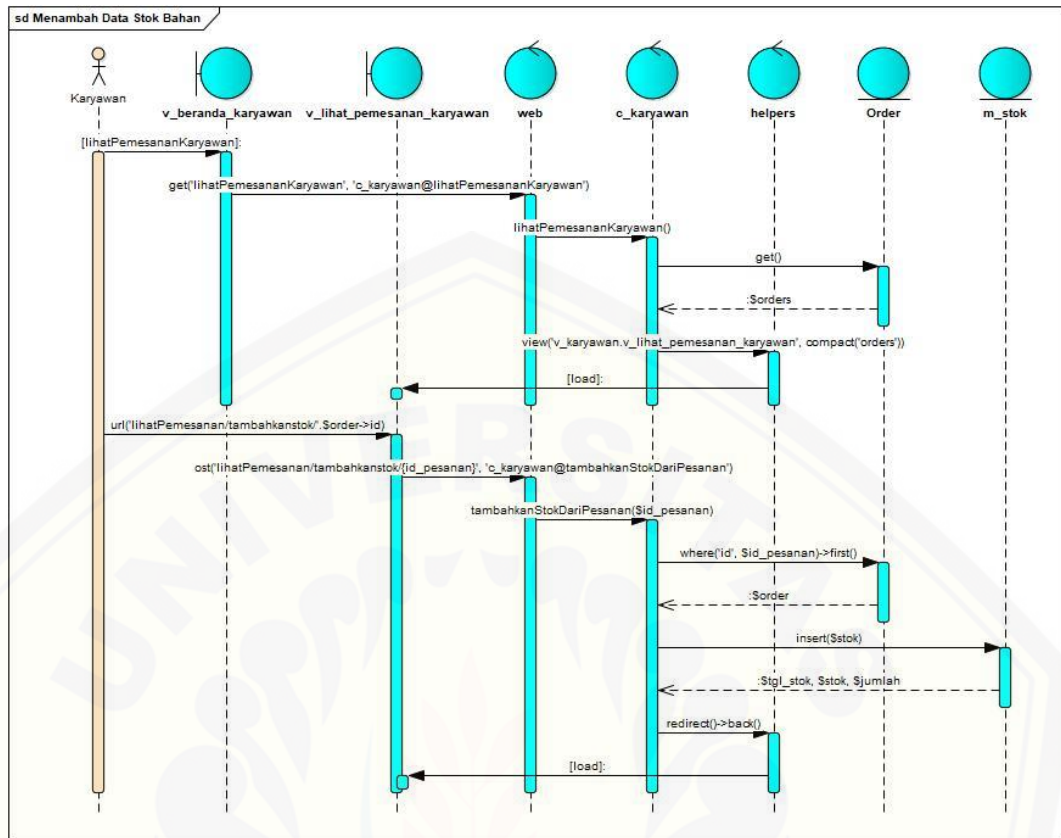 sd Menambah Data Stok Bahan
Karyawan
v_beranda_karyawan
v_lihat_pemesanan_karyawan
web
c_karyawan
helpers
Order
m_stok
[lihatPemesananKaryawan]:
get('lihatPemesananKaryawan', 'c_karyawan@lihatPemesananKaryawan')
lihatPemesananKaryawan()
get()
:$orders
view('v_karyawan.v_lihat_pemesanan_karyawan', compact('orders'))
[load]:
url('lihatPemesanan/tambahkanstok/'.$order->id)
ost('lihatPemesanan/tambahkanstok/{id_pesanan}', 'c_karyawan@tambahkanStokDariPesanan')
tambahkanStokDariPesanan($id_pesanan)
where('id', $id_pesanan)->first()
:$order
insert($stok)
:$tgl_stok, $stok, $jumlah
redirect()->back()
[load]:
UNIVERSITAS